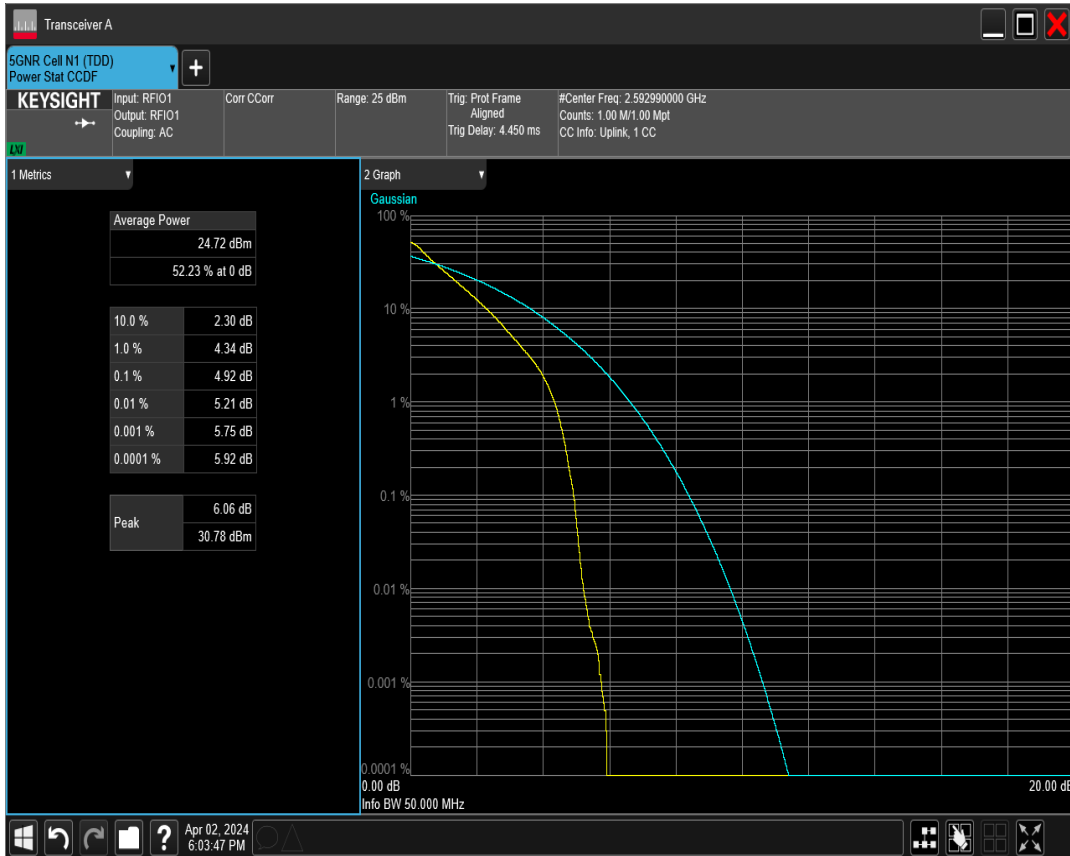 Transceiver A
5GNR Cell N1 (TDD)
Power Stat CCDF
+
KEYSIGHT
LXI
Input: RFIO1
Output: RFIO1
Coupling: AC
Corr CCorr
Range: 25 dBm
Trig: Prot Frame
Aligned
Trig Delay: 4.450 ms
#Center Freq: 2.592990000 GHz
Counts: 1.00 M/1.00 Mpt
CC Info: Uplink, 1 CC
1 Metrics
Average Power
24.72 dBm
52.23 % at 0 dB
10.0 % 2.30 dB
1.0 % 4.34 dB
0.1 % 4.92 dB
0.01 % 5.21 dB
0.001 % 5.75 dB
0.0001 % 5.92 dB
Peak
6.06 dB
30.78 dBm
2 Graph
Gaussian
100 %
10 %
1 %
0.1 %
0.01 %
0.001 %
0.0001 %
0.00 dB 20.00 dB
Info BW 50.000 MHz
?
Apr 02, 2024
6:03:47 PM